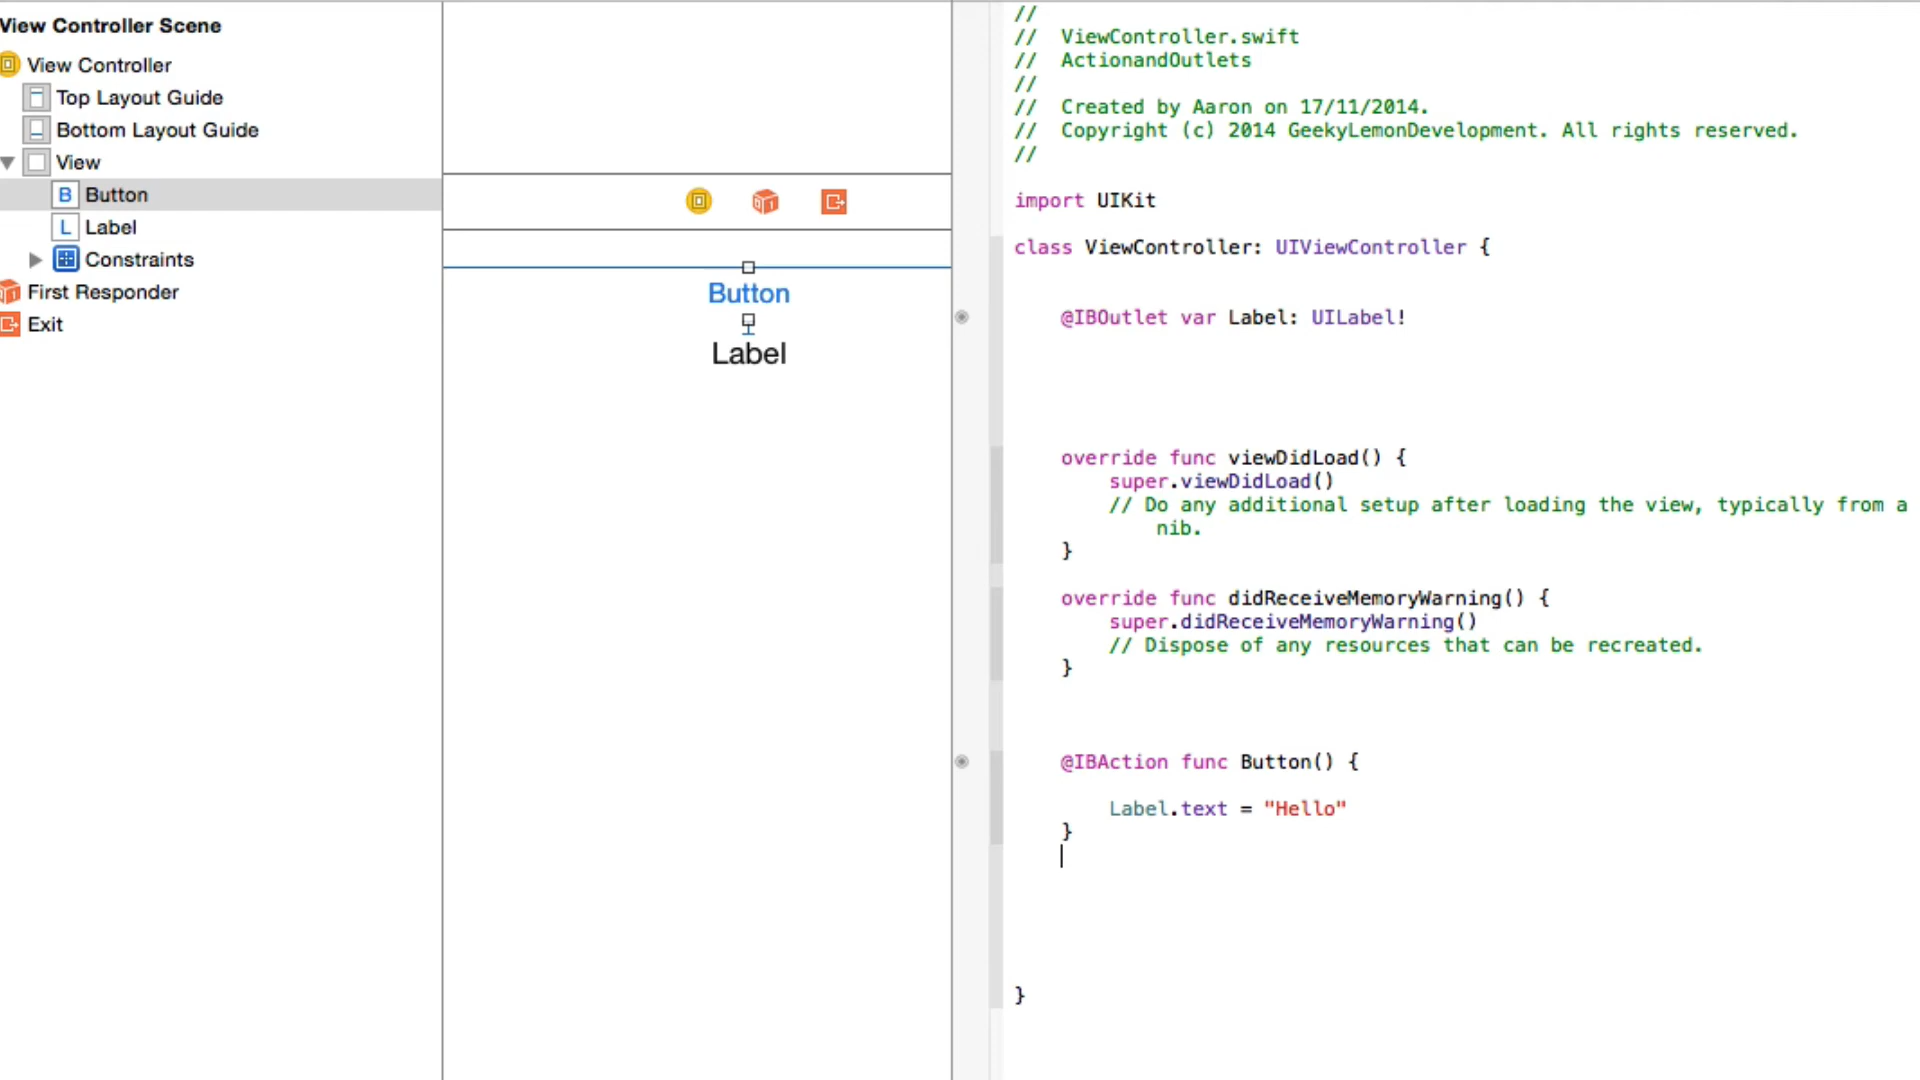 View Controller Scene
View Controller
Top Layout Guide
Bottom Layout Guide
View
B Button
L Label
Constraints
First Responder
Exit
Button
Label
//
//  ViewController.swift
//  ActionandOutlets
//
//  Created by Aaron on 17/11/2014.
//  Copyright (c) 2014 GeekyLemonDevelopment. All rights reserved.
//
import UIKit
class ViewController: UIViewController {
@IBOutlet var Label: UILabel!
override func viewDidLoad() {
super.viewDidLoad()
// Do any additional setup after loading the view, typically from a
nib.
}
override func didReceiveMemoryWarning() {
super.didReceiveMemoryWarning()
// Dispose of any resources that can be recreated.
}
@IBAction func Button() {
Label.text = "Hello"
}
}